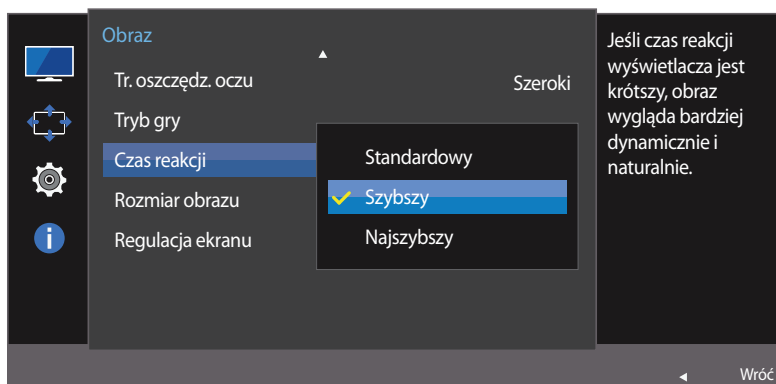 Obraz
Tr. oszczędz. oczu
Szeroki
Tryb gry
Czas reakcji
Rozmiar obrazu
Regulacja ekranu
Standardowy
Szybszy
Najszybszy
Jeśli czas reakcji
wyświetlacza jest
krótszy, obraz
wygląda bardziej
dynamicznie i
naturalnie.
Wróć